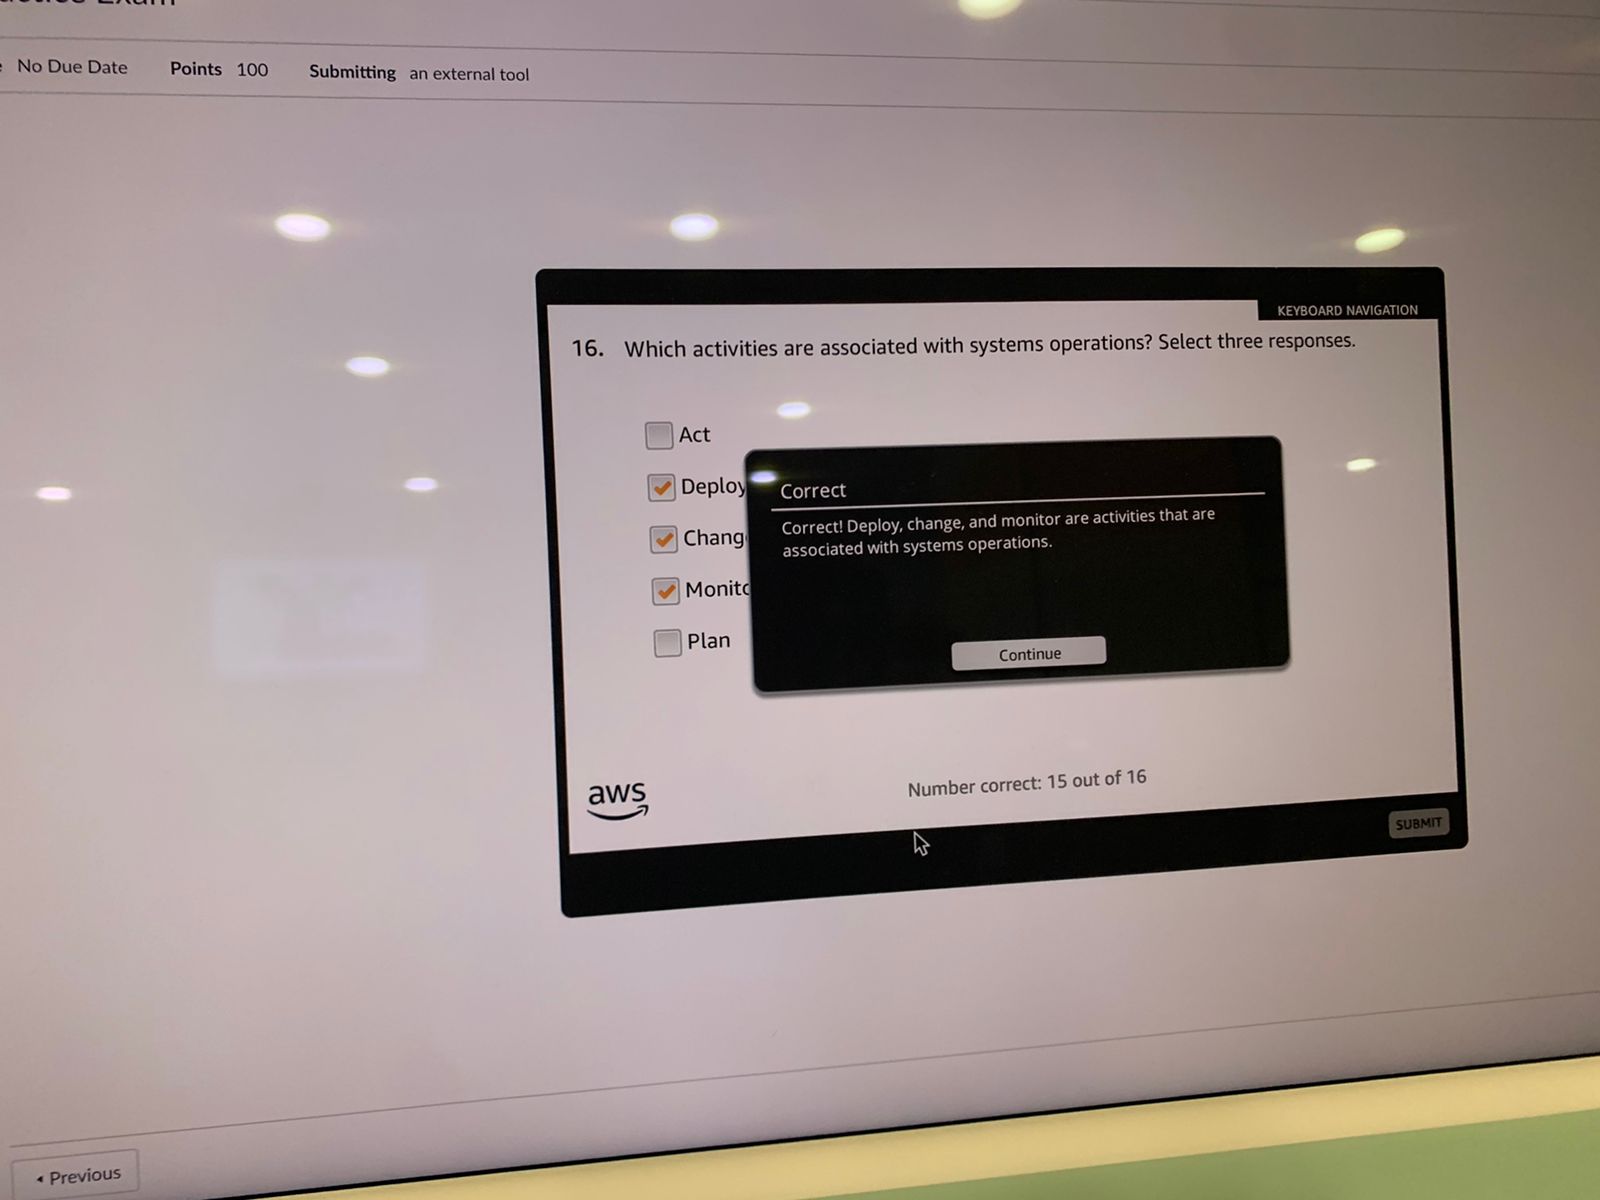 Exam
No Due Date Points 100 Submitting an external tool
KEYBOARD NAVIGATION
16. Which activities are associated with systems operations? Select three responses.
Act
Deploy
Chang
Monito
Plan
Correct
Correct! Deploy, change, and monitor are activities that are
associated with systems operations.
Continue
aws
Number correct: 15 out of 16
SUBMIT
◂ Previous